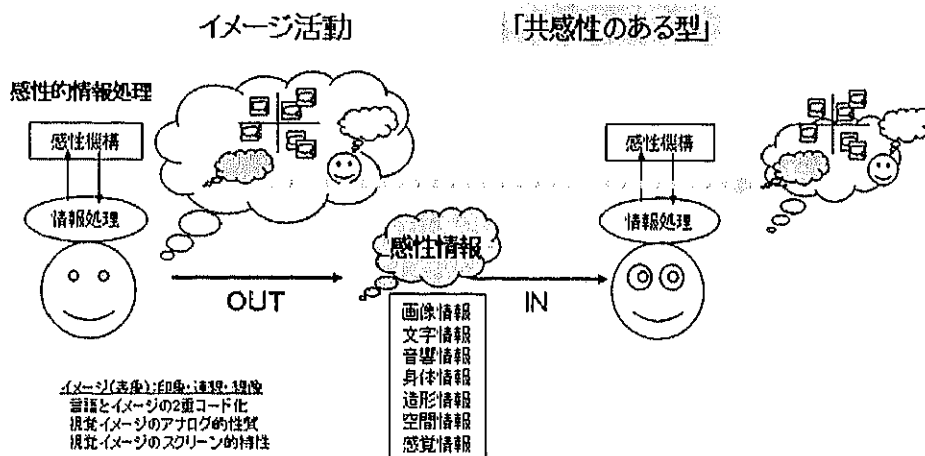 イメージ活動
「共感性のある型」
感性的情報処理
感性機構
情報処理
感性機構
情報処理
感性情報
OUT
IN
画像情報
文字情報
音響情報
身体情報
造形情報
空間情報
感覚情報
イメージ(表象):印象・連想・想像
言語とイメージの2重コード化
視覚イメージのアナログ的性質
視覚イメージのスクリーン的特性